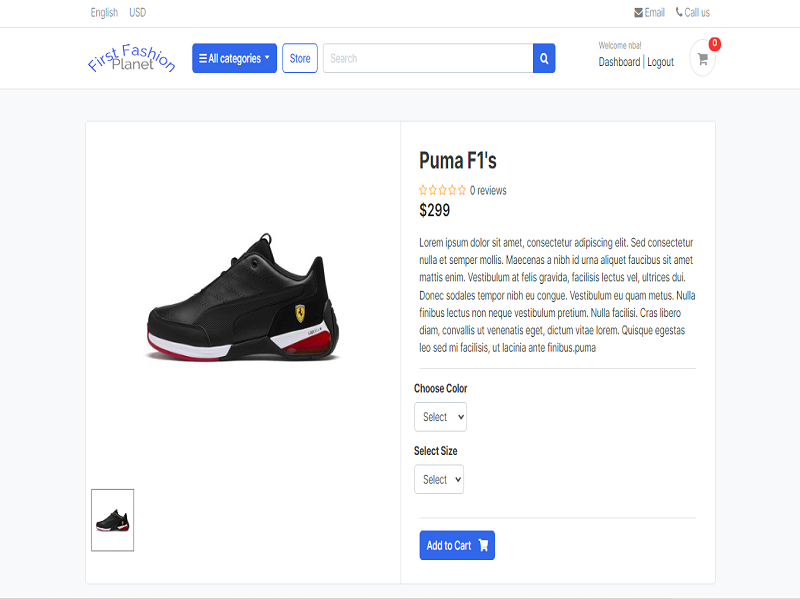 English USD
Email Call us
First Fashion
Planet
All categories
Store
Search
Welcome nba!
Dashboard | Logout
0
Puma F1's
0 reviews
$299
Lorem ipsum dolor sit amet, consectetur adipiscing elit. Sed consectetur
nulla et semper mollis. Maecenas a nibh id urna aliquet faucibus sit amet
mattis enim. Vestibulum at felis gravida, facilisis lectus vel, ultrices dui.
Donec sodales tempor nibh eu congue. Vestibulum eu quam metus. Nulla
finibus lectus non neque vestibulum pretium. Nulla facilisi. Cras libero
diam, convallis ut venenatis eget, dictum vitae lorem. Quisque egestas
leo sed mi facilisis, ut lacinia ante finibus.puma
Choose Color
Select
Select Size
Select
Add to Cart